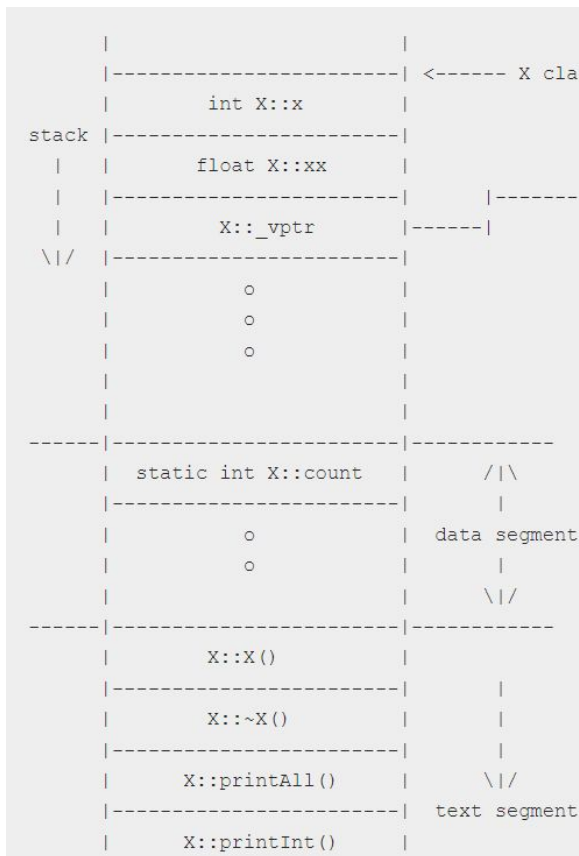 |                        |
|------------------------| <------ X cla
|        int X::x        |
stack |------------------------|
|   |       float X::xx      |
|   |------------------------|      |-------
|   |         X::_vptr       |------|
\|/  |------------------------|
|           o            |
|           o            |
|           o            |
|                        |
|                        |
------|------------------------|------------
|  static int X::count   |      /|\
|------------------------|       |
|           o            |  data segment
|           o            |       |
|                        |      \|/
------|------------------------|------------
|        X::X()          |
|------------------------|       |
|        X::~X()         |       |
|------------------------|       |
|      X::printAll()     |      \|/
|------------------------|  text segment
|      X::printInt()     |